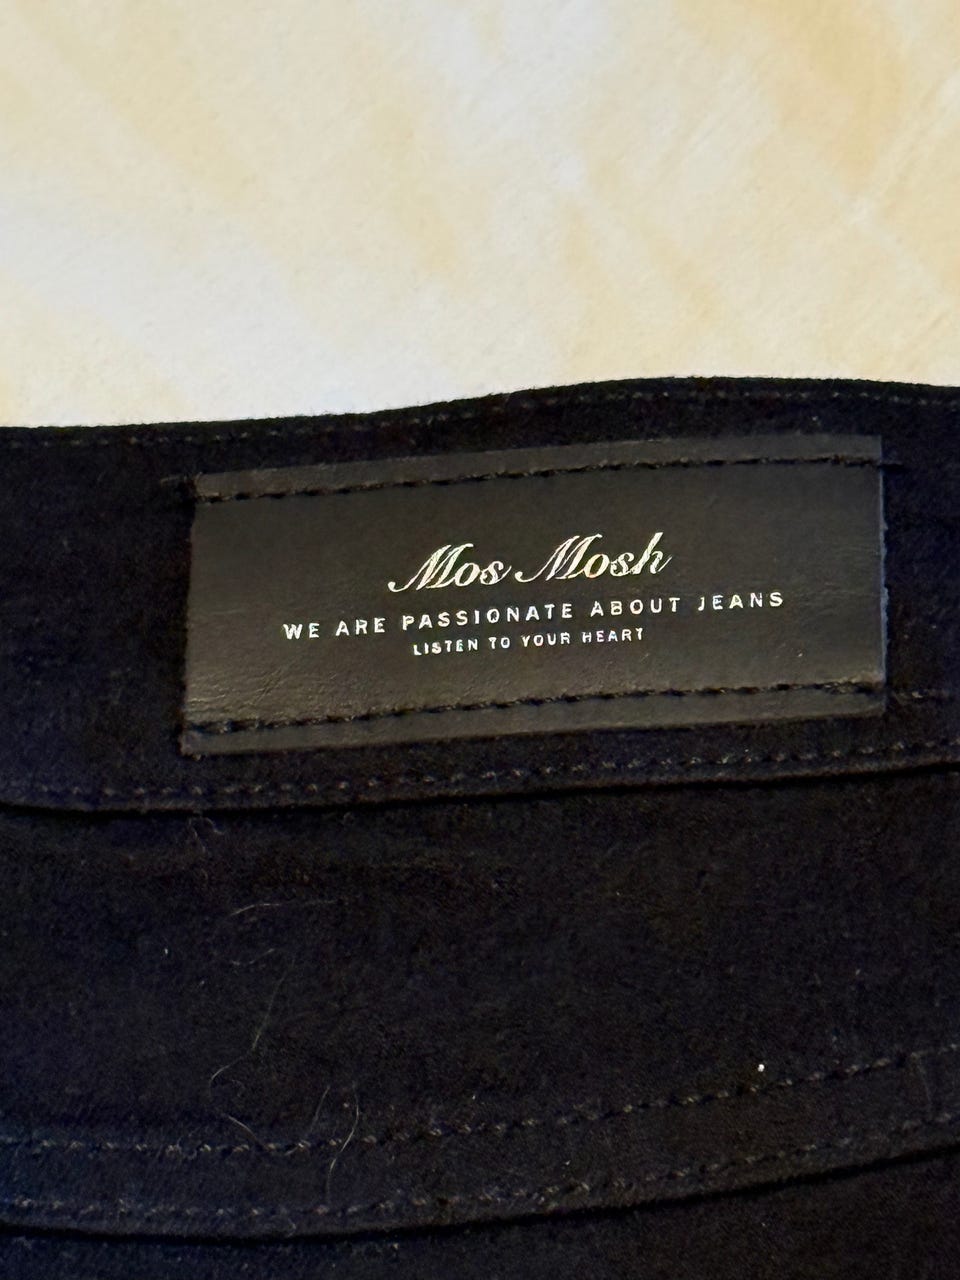 Mos Mosh
WE ARE PASSIONATE ABOUT JEANS
LISTEN TO YOUR HEART